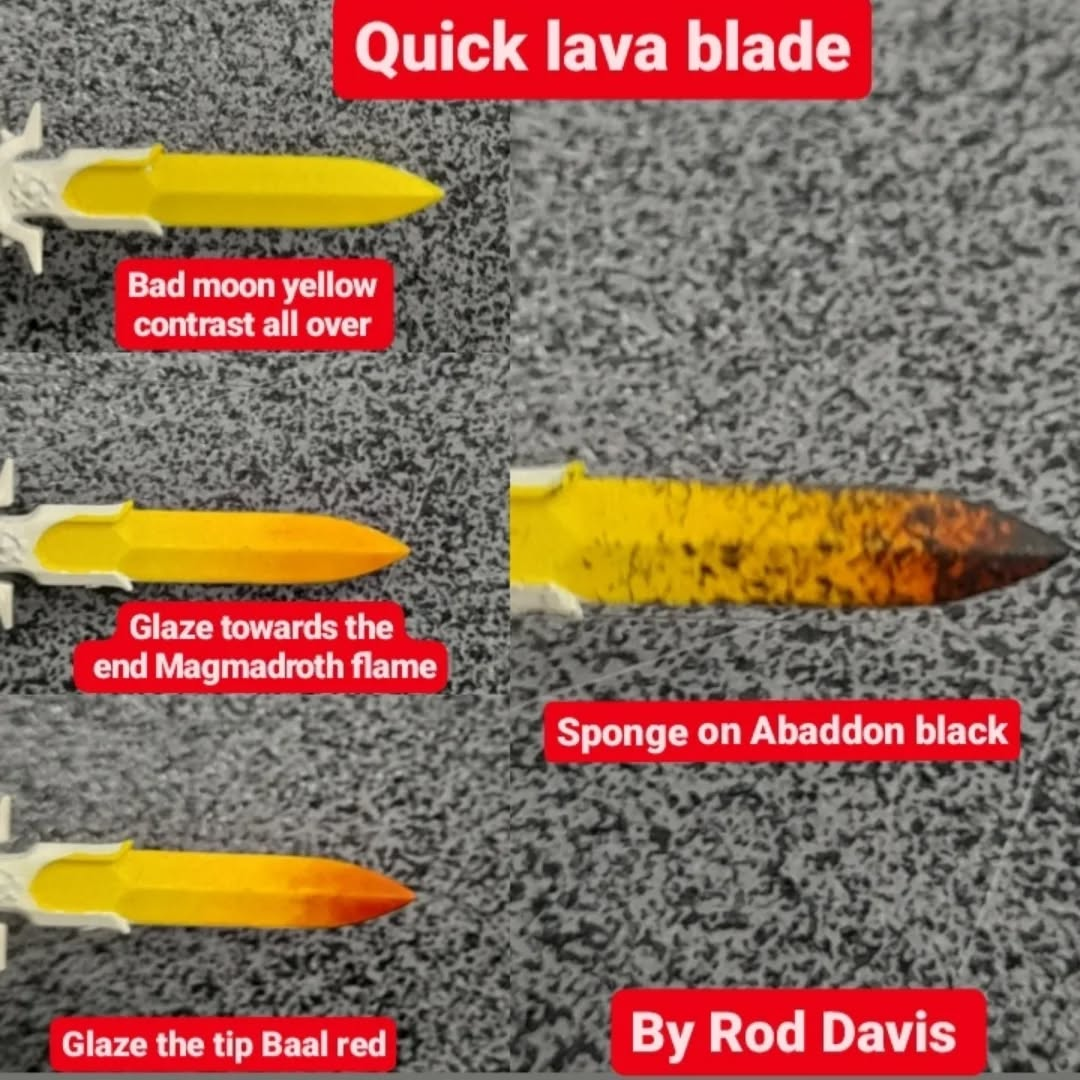 Quick lava blade
Bad moon yellow
contrast all over
Glaze towards the
end Magmadroth flame
Glaze the tip Baal red
Sponge on Abaddon black
By Rod Davis